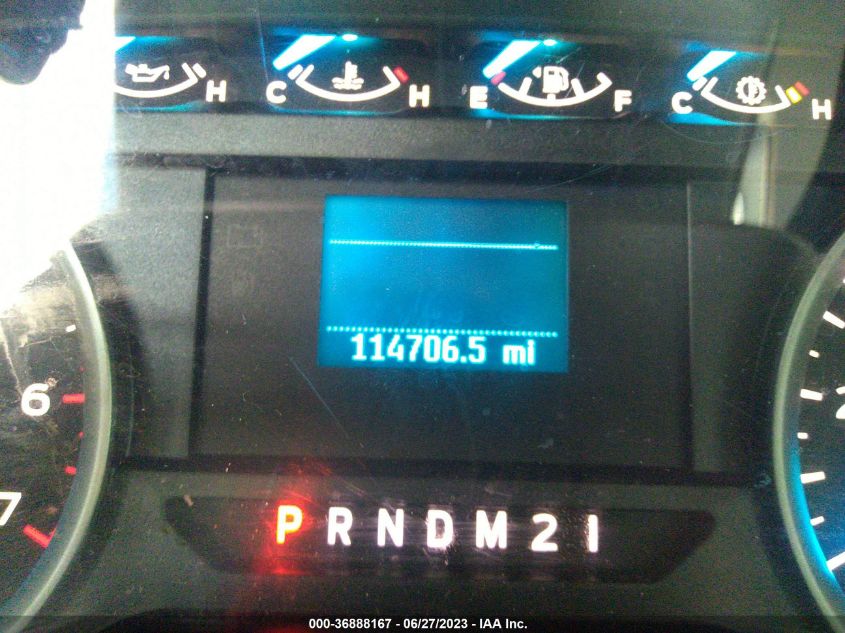 H C H E F C H
114706.5 mi
6
7
P R N D M 2 1
000-36888167 - 06/27/2023 - IAA Inc.